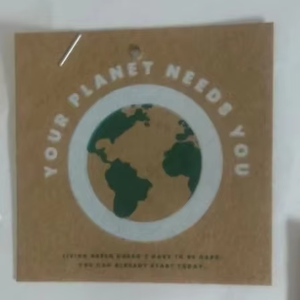 YOUR PLANET NEEDS YOU
LIVING GREEN DOESN'T HAVE TO BE HARD.
YOU CAN ALREADY START TODAY.